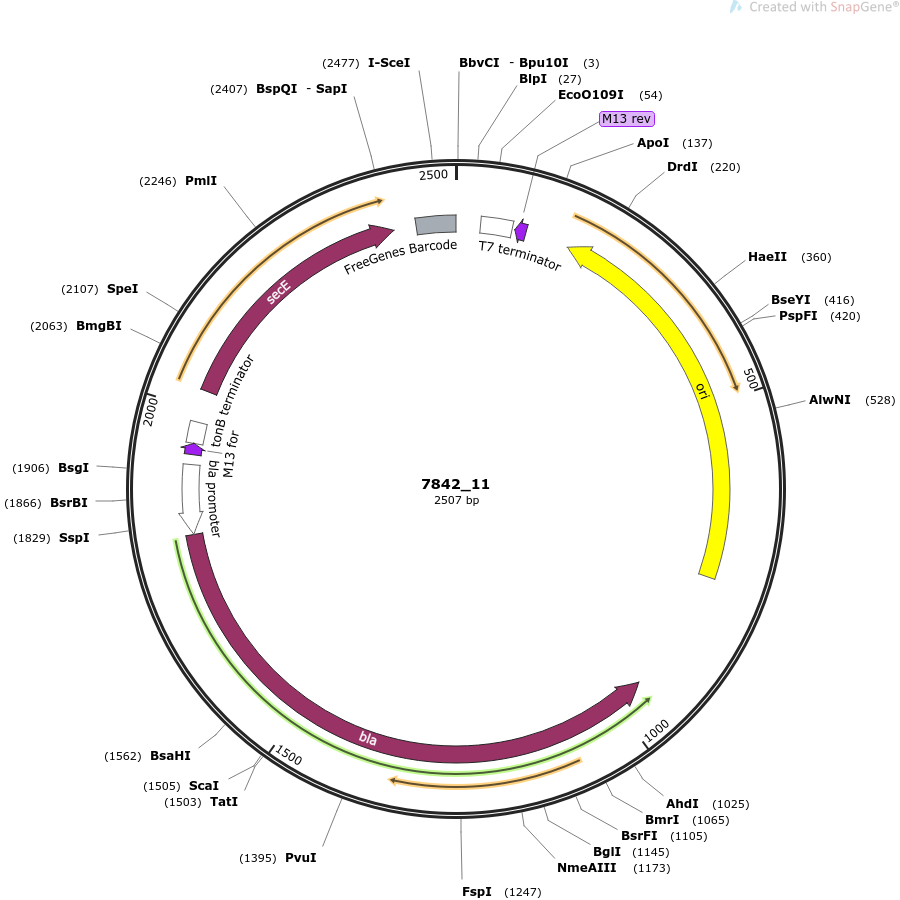 Created with SnapGene®
(2477) I-SceI
BbvCI - Bpu10I (3)
BlpI (27)
(2407) BspQI - SapI
EcoO109I (54)
M13 rev
ApoI (137)
DrdI (220)
2500
(2246) PmlI
T7 terminator
FreeGenes Barcode
HaeII (360)
secE
(2107) SpeI
BseYI (416)
PspFI (420)
(2063) BmgBI
500
ori
2000
tonB terminator
AlwNI (528)
M13 for
(1906) BsgI
bla promoter
7842_11
2507 bp
(1866) BsrBI
(1829) SspI
bla
1000
1500
(1562) BsaHI
(1505) ScaI
(1503) TatI
AhdI (1025)
BmrI (1065)
BsrFI (1105)
BglI (1145)
(1395) PvuI
NmeAIII (1173)
FspI (1247)